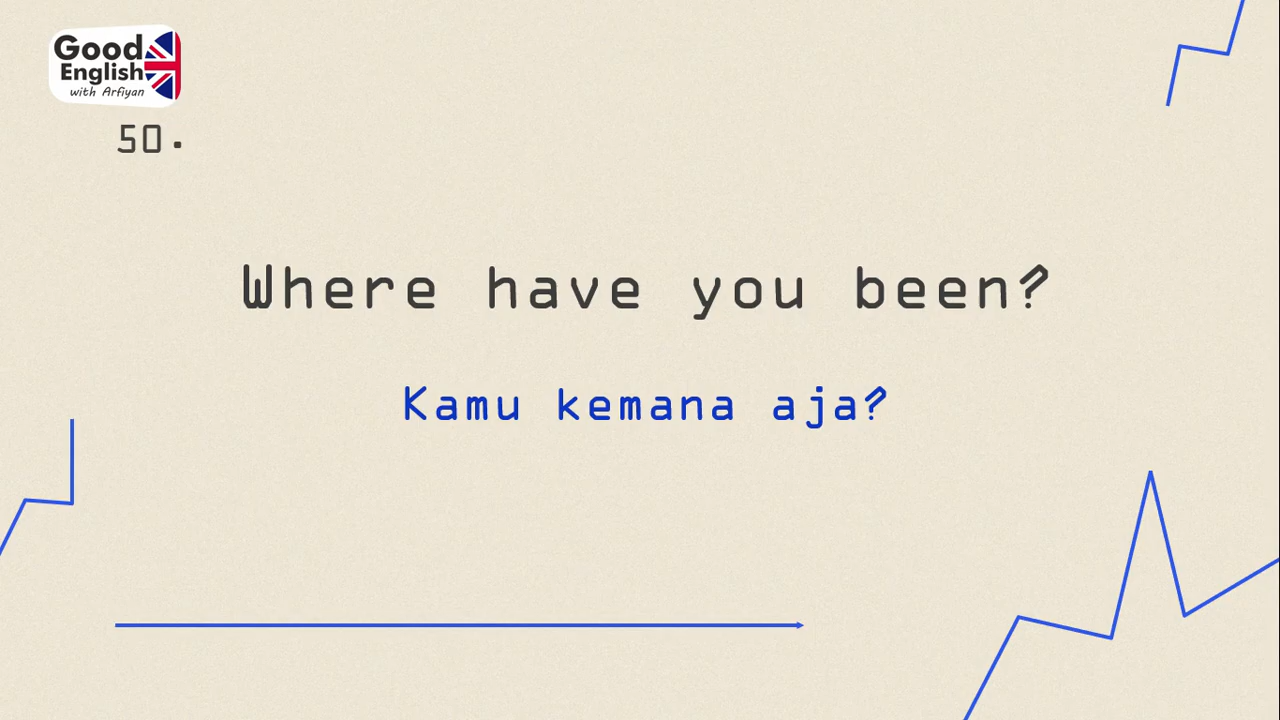 Good
English
with Arfiyan
50.
Where have you been?
Kamu kemana aja?